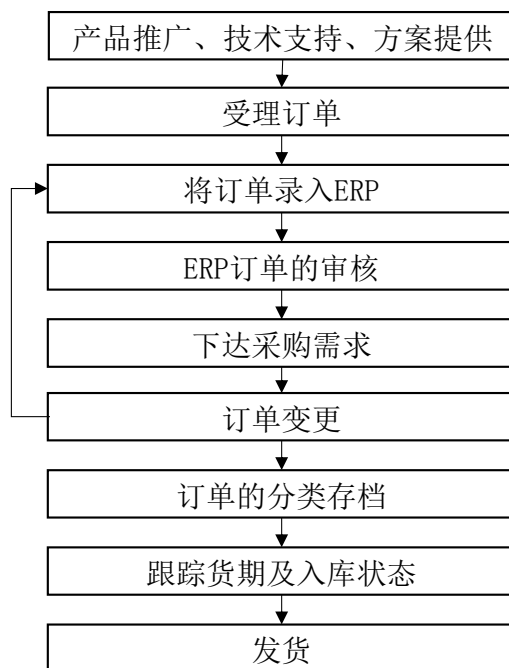 产品推广、技术支持、方案提供
受理订单
将订单录入ERP
ERP订单的审核
下达采购需求
订单变更
订单的分类存档
跟踪货期及入库状态
发货